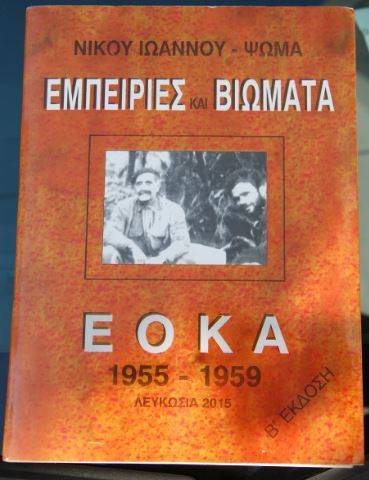 ΝΙΚΟΥ ΙΩΑΝΝΟΥ - ΨΩΜΑ
ΕΜΠΕΙΡΙΕΣ ΚΑΙ ΒΙΩΜΑΤΑ
ΕΟΚΑ
1955 - 1959
ΛΕΥΚΩΣΙΑ 2015
Β' ΕΚΔΟΣΗ